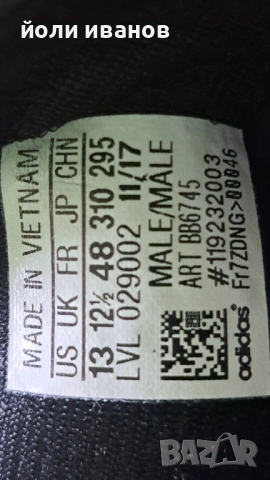 йоли иванов
MADE IN VIETNAM
US UK FR JP CHN
13 12½ 48 310 295
LVL 029002 11/17
MALE/MALE
ART BB6745
#119232003
Fr7ZDNG>00046
adidas
BAZAR